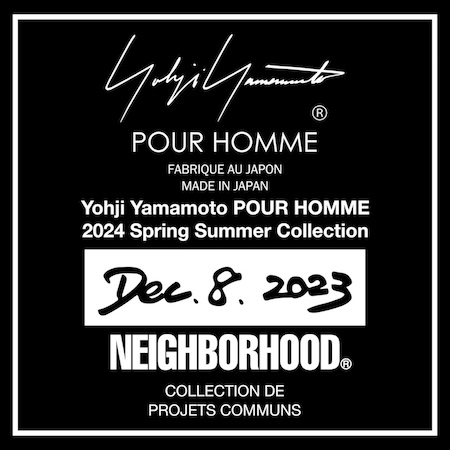 Yohji Yamamoto
®
POUR HOMME
FABRIQUE AU JAPON
MADE IN JAPAN
Yohji Yamamoto POUR HOMME
2024 Spring Summer Collection
Dec. 8. 2023
NEIGHBORHOOD®
COLLECTION DE
PROJETS COMMUNS